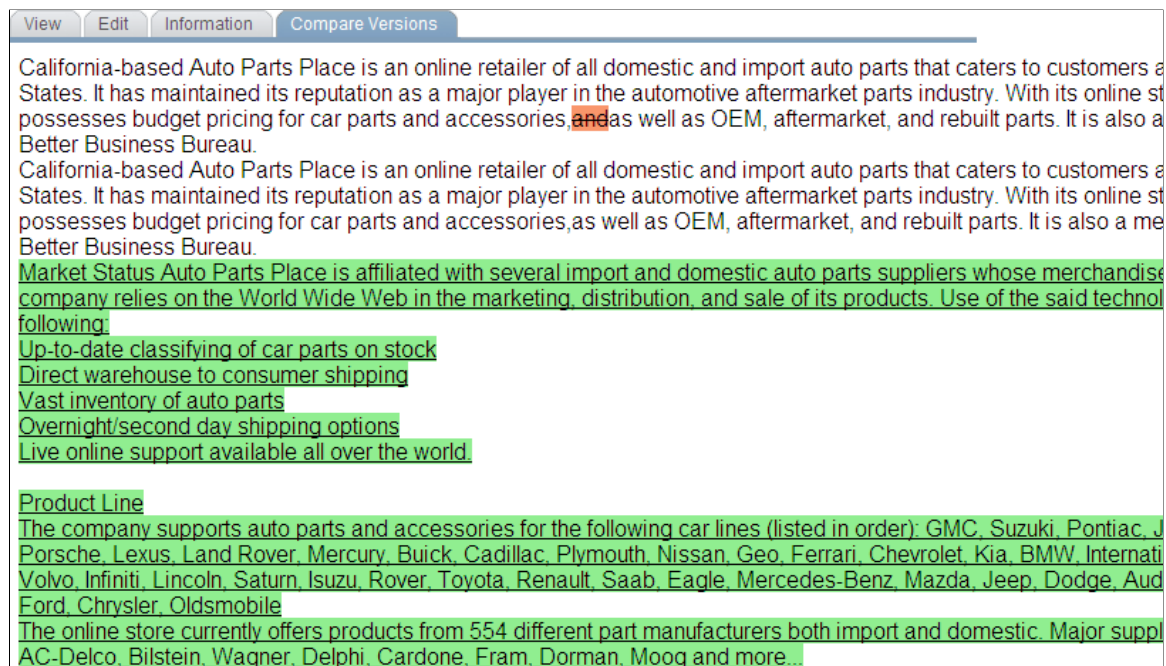 View Edit Information Compare Versions
California-based Auto Parts Place is an online retailer of all domestic and import auto parts that caters to customers a
States. It has maintained its reputation as a major player in the automotive aftermarket parts industry. With its online st
possesses budget pricing for car parts and accessories,andas well as OEM, aftermarket, and rebuilt parts. It is also a
Better Business Bureau.
California-based Auto Parts Place is an online retailer of all domestic and import auto parts that caters to customers a
States. It has maintained its reputation as a major player in the automotive aftermarket parts industry. With its online st
possesses budget pricing for car parts and accessories,as well as OEM, aftermarket, and rebuilt parts. It is also a me
Better Business Bureau.
Market Status Auto Parts Place is affiliated with several import and domestic auto parts suppliers whose merchandise
company relies on the World Wide Web in the marketing, distribution, and sale of its products. Use of the said technol
following:
Up-to-date classifying of car parts on stock
Direct warehouse to consumer shipping
Vast inventory of auto parts
Overnight/second day shipping options
Live online support available all over the world.
Product Line
The company supports auto parts and accessories for the following car lines (listed in order): GMC, Suzuki, Pontiac, J
Porsche, Lexus, Land Rover, Mercury, Buick, Cadillac, Plymouth, Nissan, Geo, Ferrari, Chevrolet, Kia, BMW, Internati
Volvo, Infiniti, Lincoln, Saturn, Isuzu, Rover, Toyota, Renault, Saab, Eagle, Mercedes-Benz, Mazda, Jeep, Dodge, Aud
Ford, Chrysler, Oldsmobile
The online store currently offers products from 554 different part manufacturers both import and domestic. Major suppl
AC-Delco, Bilstein, Wagner, Delphi, Cardone, Fram, Dorman, Moog and more...